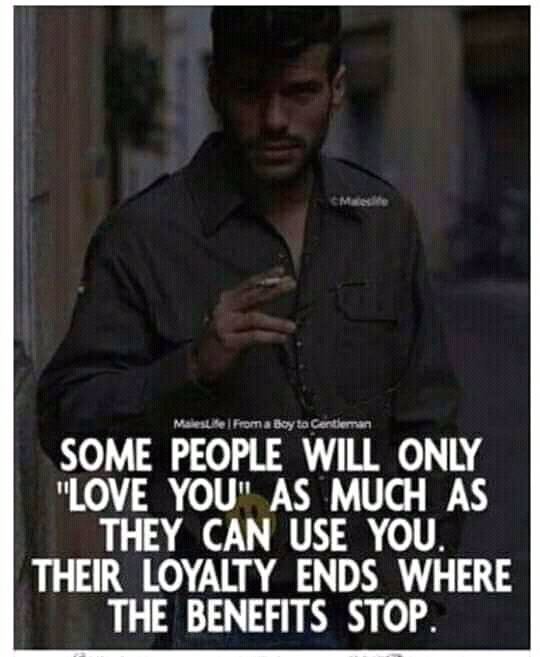 ©Maleslife
MalesLife | From a Boy to Gentleman
SOME PEOPLE WILL ONLY
"LOVE YOU" AS MUCH AS
THEY CAN USE YOU.
THEIR LOYALTY ENDS WHERE
THE BENEFITS STOP.